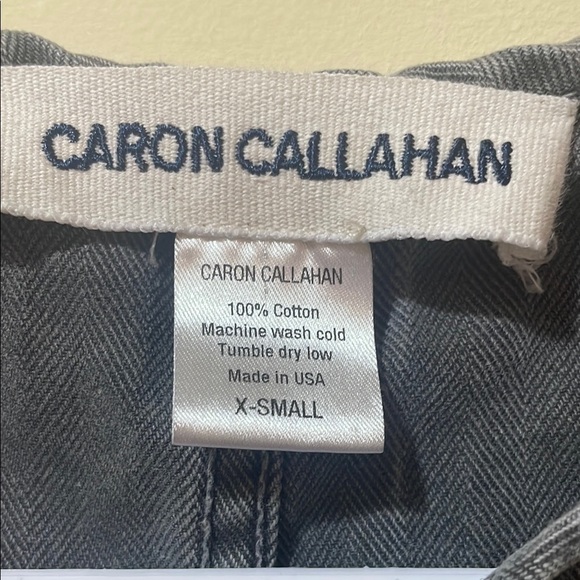 CARON CALLAHAN
CARON CALLAHAN
100% Cotton
Machine wash cold
Tumble dry low
Made in USA
X-SMALL